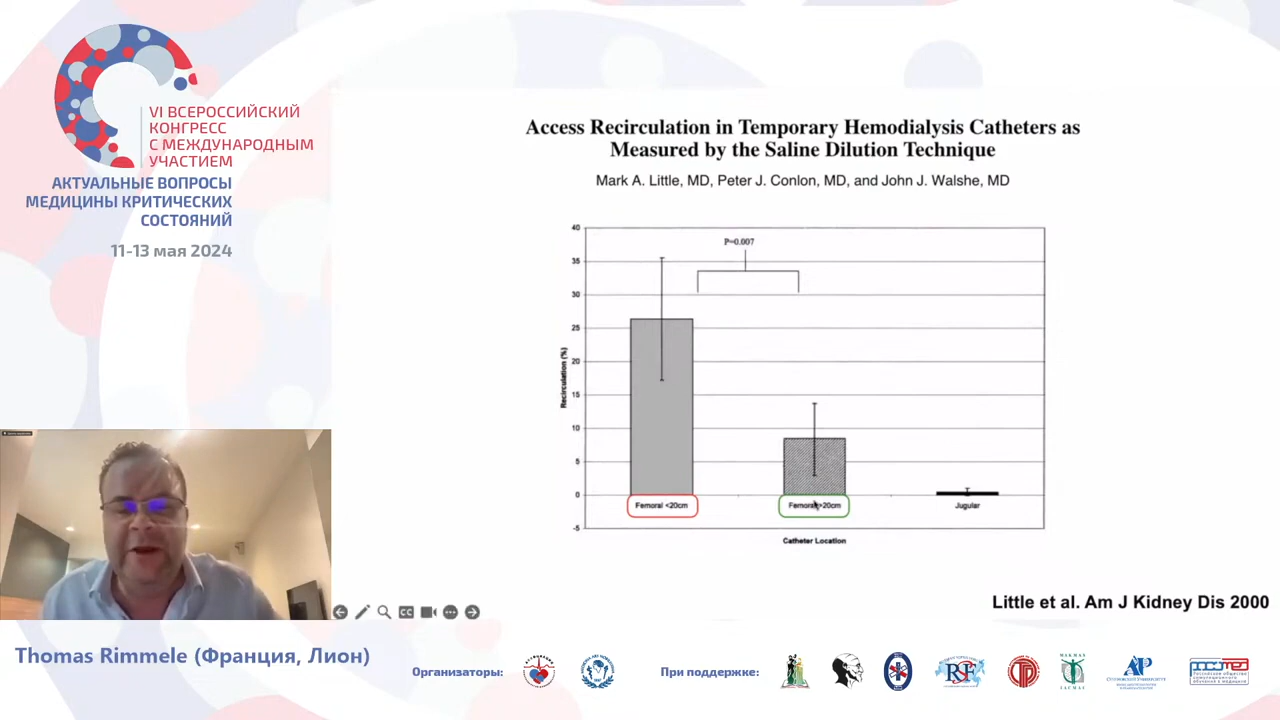 VI ВСЕРОССИЙСКИЙ
КОНГРЕСС
С МЕЖДУНАРОДНЫМ
УЧАСТИЕМ
АКТУАЛЬНЫЕ ВОПРОСЫ
МЕДИЦИНЫ КРИТИЧЕСКИХ
СОСТОЯНИЙ
11-13 мая 2024
Access Recirculation in Temporary Hemodialysis Catheters as
Measured by the Saline Dilution Technique
Mark A. Little, MD, Peter J. Conlon, MD, and John J. Walshe, MD
40
35
30
25
20
15
10
5
0
-5
Recirculation (%)
P=0.007
Femoral <20cm
Femoral >20cm
Jugular
Catheter Location
Little et al. Am J Kidney Dis 2000
CC
Thomas Rimmele (Франция, Лион)
Организаторы:
При поддержке: